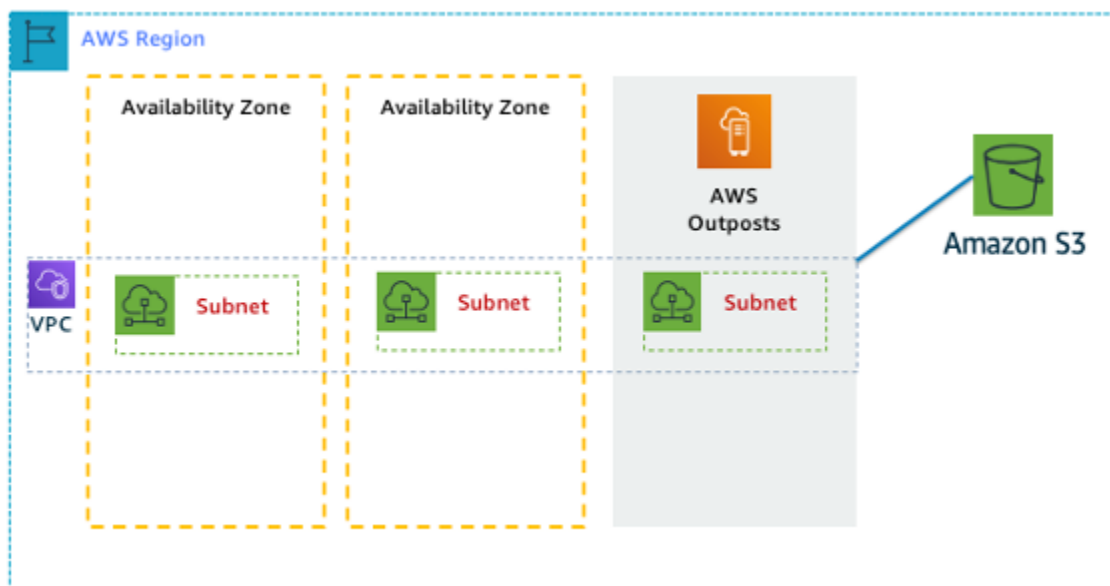 AWS Region
Availability Zone
Availability Zone
AWS
Outposts
Amazon S3
VPC
Subnet
Subnet
Subnet